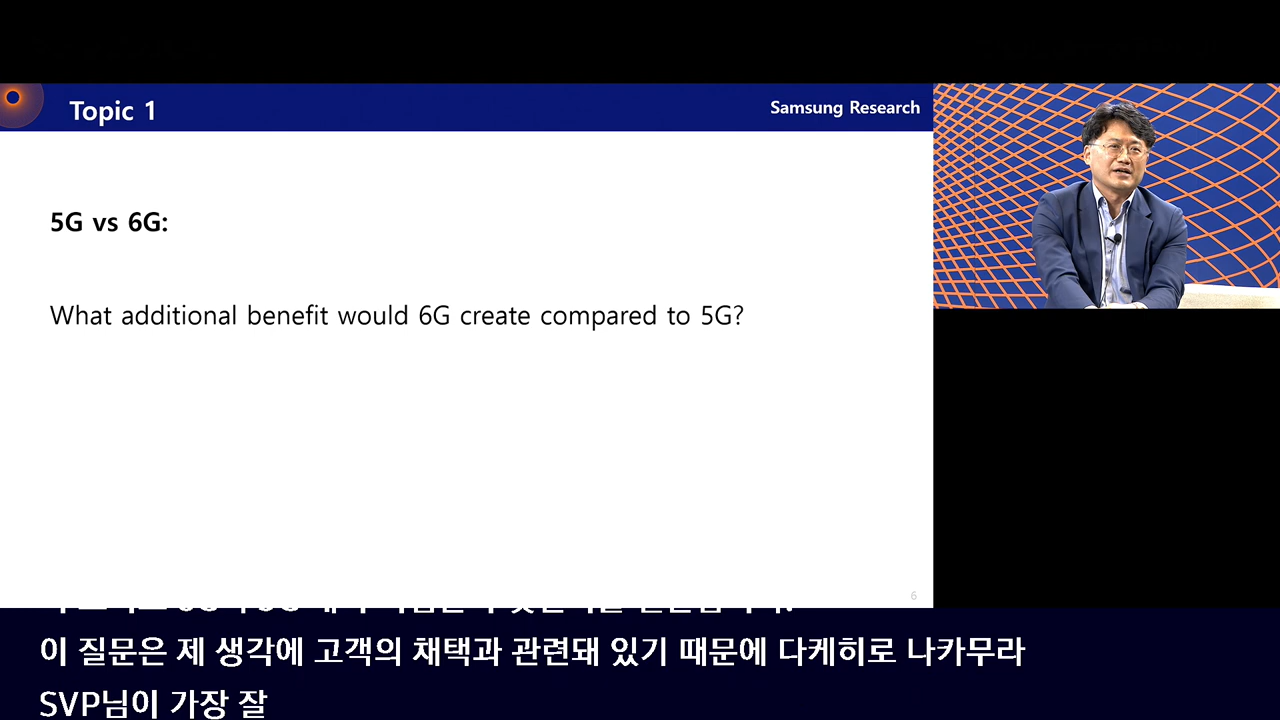 Topic 1
Samsung Research
5G vs 6G:
What additional benefit would 6G create compared to 5G?
6
이 질문은 제 생각에 고객의 채택과 관련돼 있기 때문에 다케히로 나카무라
SVP님이 가장 잘